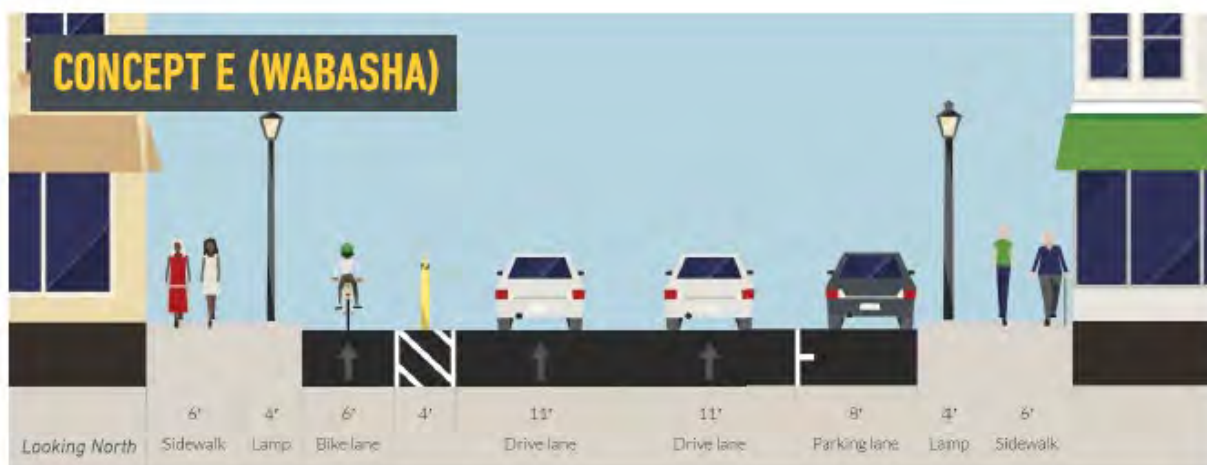 CONCEPT E (WABASHA)
6' 4' 6' 4' 11' 11' 8' 4' 6'
Looking North Sidewalk Lamp Bike lane Drive lane Drive lane Parking lane Lamp Sidewalk